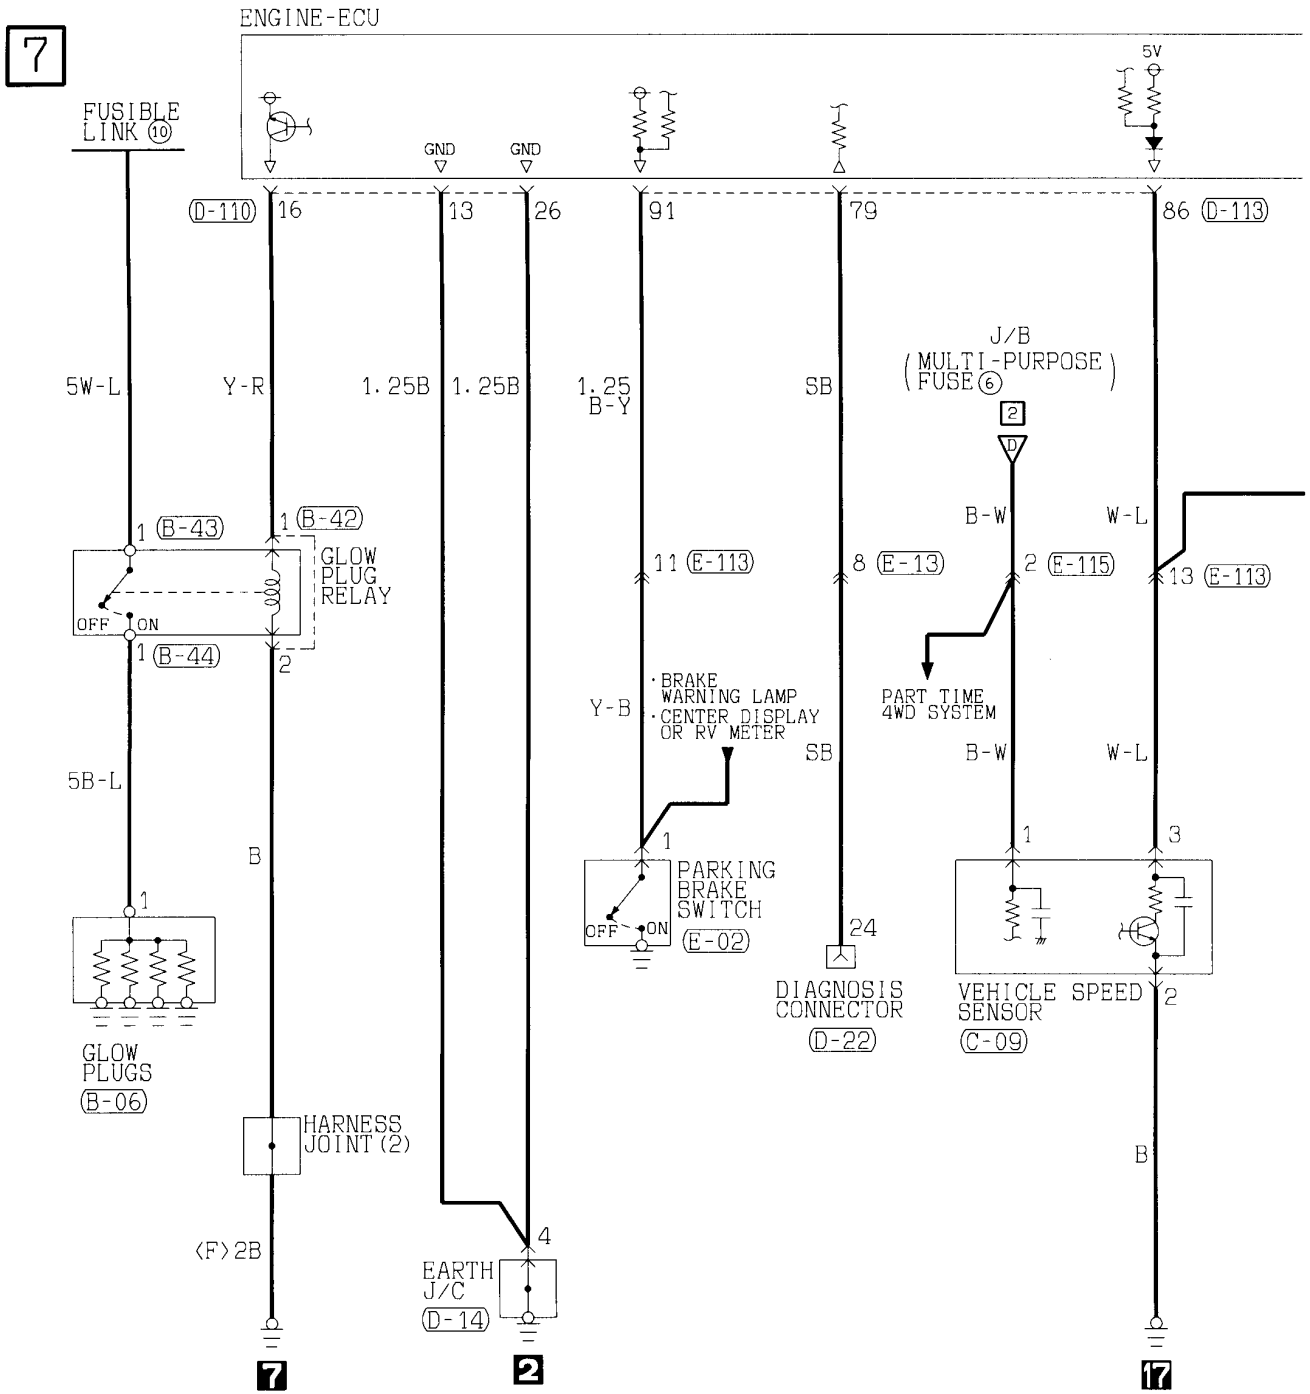 ENGINE-ECU
7
5V
FUSIBLE
LINK ⑩
GND
GND
(D-110) 16
13
26
91
79
86 (D-113)
J/B
(MULTI-PURPOSE
FUSE ⑥)
5W-L
Y-R
1.25B
1.25B
1.25
B-Y
SB
2
D
B-W
W-L
1 (B-43)
1 (B-42)
GLOW
PLUG
RELAY
11 (E-113)
8 (E-13)
2 (E-115)
13 (E-113)
OFF
ON
1 (B-44)
2
· BRAKE
WARNING LAMP
· CENTER DISPLAY
OR RV METER
PART TIME
4WD SYSTEM
Y-B
SB
B-W
W-L
5B-L
B
1
1
3
PARKING
BRAKE
SWITCH
(E-02)
OFF
ON
1
24
DIAGNOSIS
CONNECTOR
(D-22)
VEHICLE SPEED
SENSOR
(C-09)
2
GLOW
PLUGS
(B-06)
HARNESS
JOINT(2)
B
<F>2B
4
EARTH
J/C
(D-14)
7
2
17